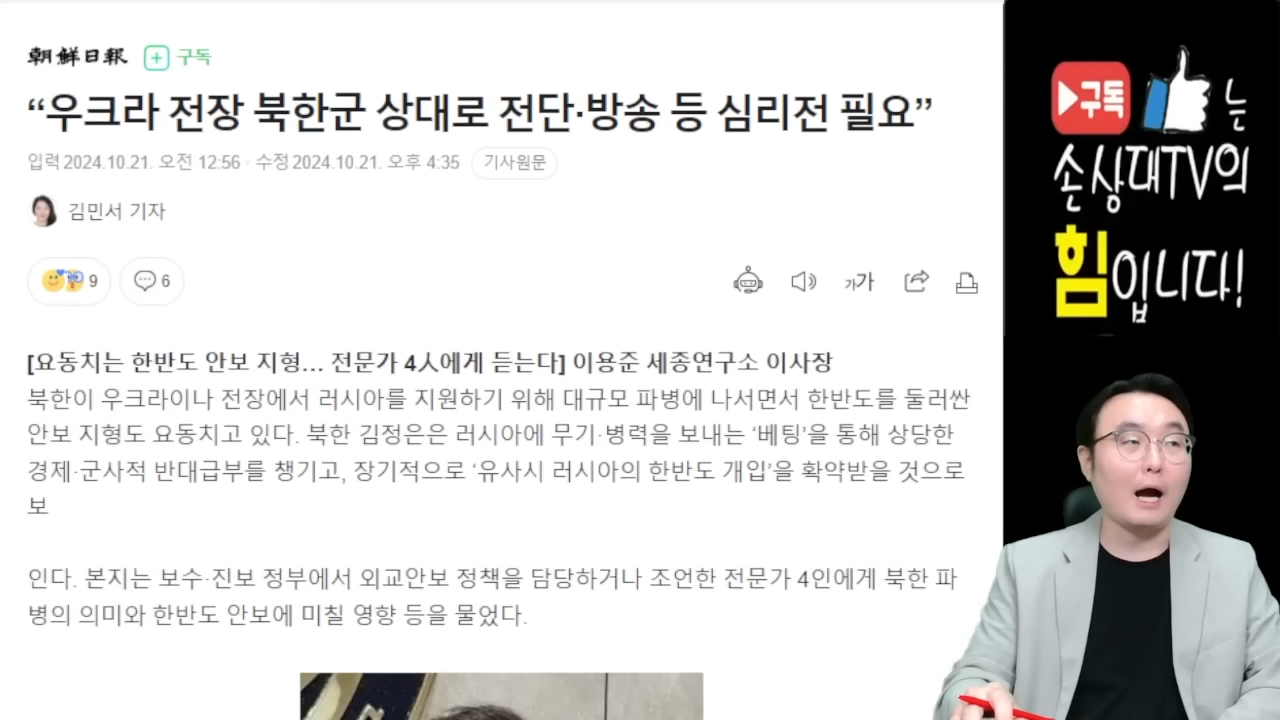 朝鮮日報 구독
“우크라 전장 북한군 상대로 전단·방송 등 심리전 필요”
입력 2024.10.21. 오전 12:56 · 수정 2024.10.21. 오후 4:35 기사원문
김민서 기자
9 6 가가
[요동치는 한반도 안보 지형... 전문가 4人에게 듣는다] 이용준 세종연구소 이사장
북한이 우크라이나 전장에서 러시아를 지원하기 위해 대규모 파병에 나서면서 한반도를 둘러싼
안보 지형도 요동치고 있다. 북한 김정은은 러시아에 무기·병력을 보내는 ‘베팅’을 통해 상당한
경제·군사적 반대급부를 챙기고, 장기적으로 ‘유사시 러시아의 한반도 개입’을 확약받을 것으로
보
인다. 본지는 보수·진보 정부에서 외교안보 정책을 담당하거나 조언한 전문가 4인에게 북한 파
병의 의미와 한반도 안보에 미칠 영향 등을 물었다.
구독 는
손상대TV의
힘입니다!